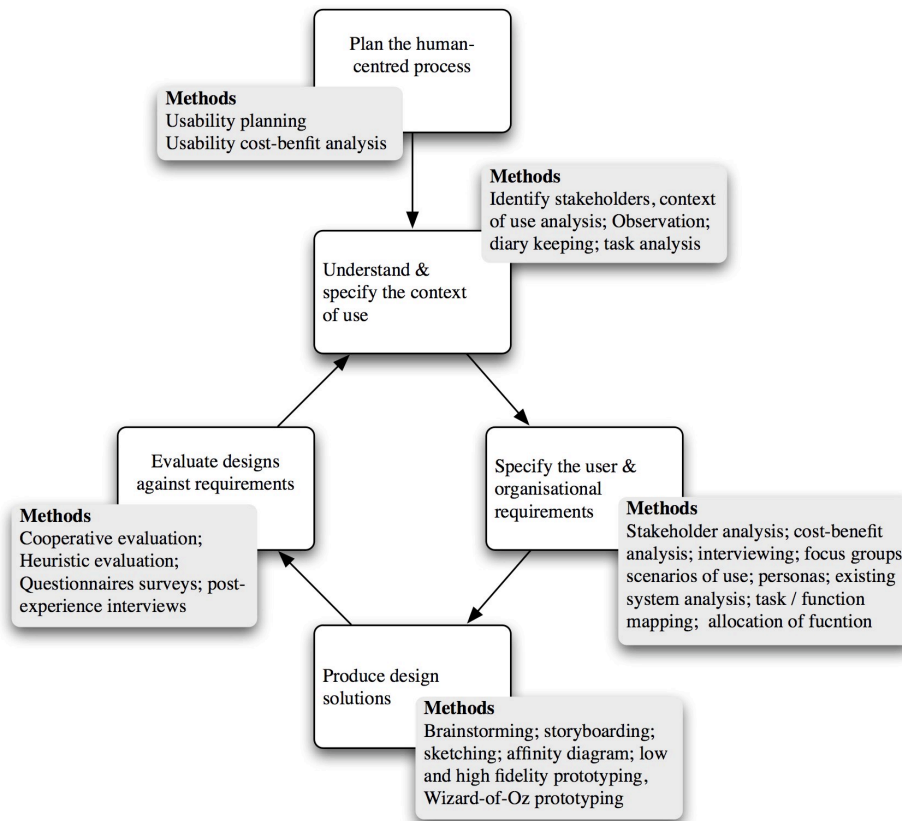 Plan the human-
centred process
Methods
Usability planning
Usability cost-benfit analysis
Methods
Identify stakeholders, context
of use analysis; Observation;
diary keeping; task analysis
Understand &
specify the context
of use
Evaluate designs
against requirements
Methods
Cooperative evaluation;
Heuristic evaluation;
Questionnaires surveys; post-
experience interviews
Specify the user &
organisational
requirements
Methods
Stakeholder analysis; cost-benefit
analysis; interviewing; focus groups
scenarios of use; personas; existing
system analysis; task / function
mapping;  allocation of fucntion
Produce design
solutions
Methods
Brainstorming; storyboarding;
sketching; affinity diagram; low
and high fidelity prototyping,
Wizard-of-Oz prototyping